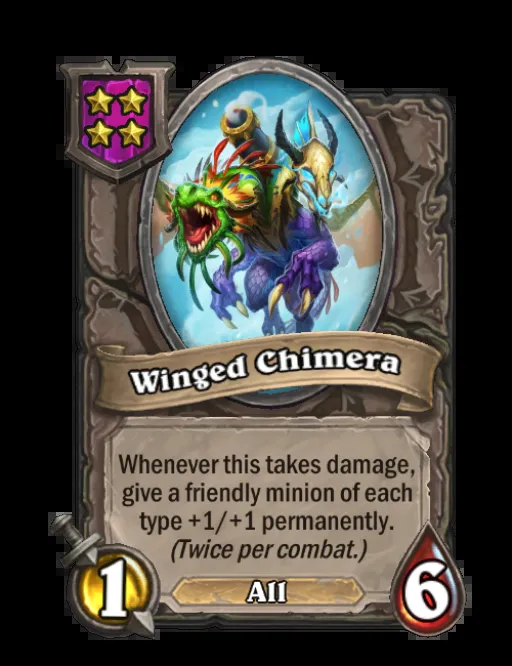 Winged Chimera
Whenever this takes damage,
give a friendly minion of each
type +1/+1 permanently.
(Twice per combat.)
1
All
6